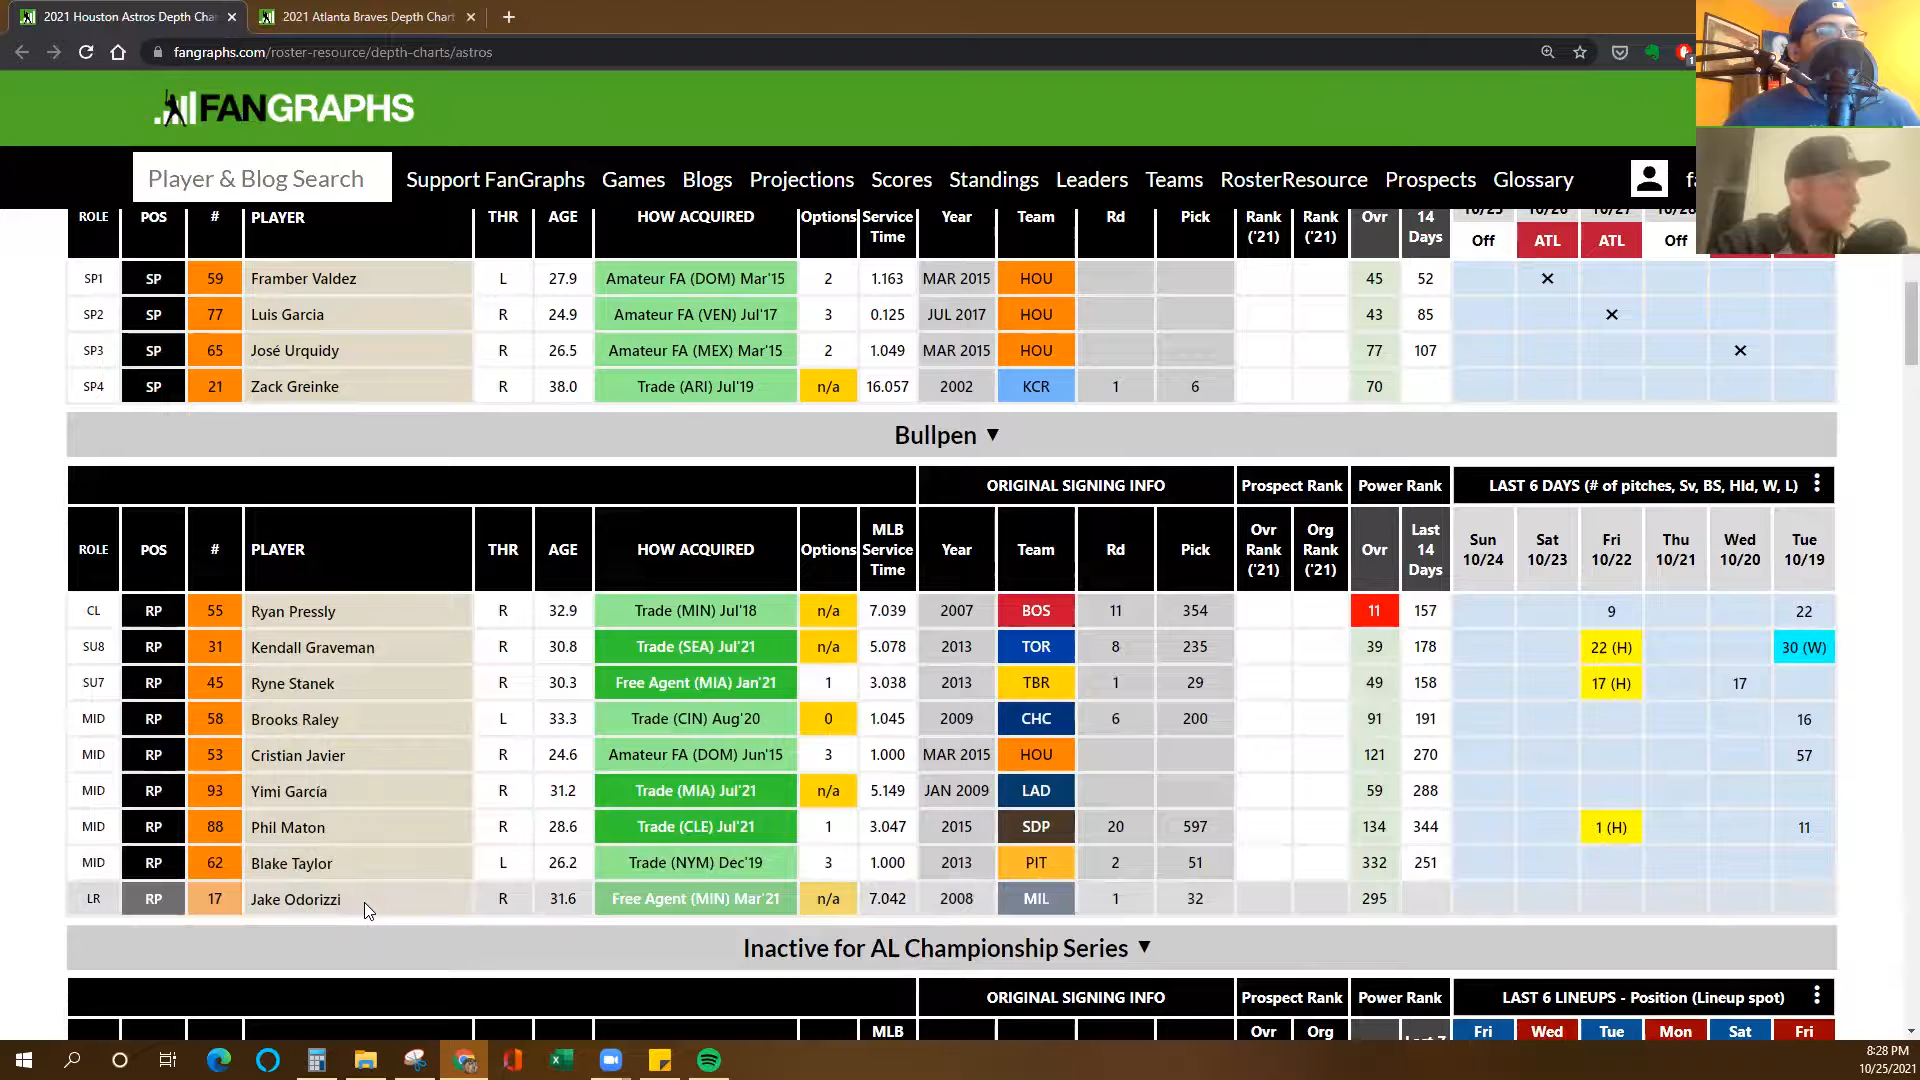 2021 Houston Astros Depth Cha
2021 Atlanta Braves Depth Chart
fangraphs.com/roster-resource/depth-charts/astros
FANGRAPHS
Player & Blog Search Support FanGraphs Games Blogs Projections Scores Standings Leaders Teams RosterResource Prospects Glossary fa
ROLE POS # PLAYER THR AGE HOW ACQUIRED Options Service Time Year Team Rd Pick Rank ('21) Rank ('21) Ovr 14 Days Off ATL ATL Off
SP1 SP 59 Framber Valdez L 27.9 Amateur FA (DOM) Mar'15 2 1.163 MAR 2015 HOU 45 52 ×
SP2 SP 77 Luis Garcia R 24.9 Amateur FA (VEN) Jul'17 3 0.125 JUL 2017 HOU 43 85 ×
SP3 SP 65 José Urquidy R 26.5 Amateur FA (MEX) Mar'15 2 1.049 MAR 2015 HOU 77 107 ×
SP4 SP 21 Zack Greinke R 38.0 Trade (ARI) Jul'19 n/a 16.057 2002 KCR 1 6 70
Bullpen ▼
ORIGINAL SIGNING INFO Prospect Rank Power Rank LAST 6 DAYS (# of pitches, Sv, BS, Hld, W, L)
ROLE POS # PLAYER THR AGE HOW ACQUIRED Options MLB Service Time Year Team Rd Pick Ovr Rank ('21) Org Rank ('21) Ovr Last 14 Days Sun 10/24 Sat 10/23 Fri 10/22 Thu 10/21 Wed 10/20 Tue 10/19
CL RP 55 Ryan Pressly R 32.9 Trade (MIN) Jul'18 n/a 7.039 2007 BOS 11 354 11 157 9 22
SU8 RP 31 Kendall Graveman R 30.8 Trade (SEA) Jul'21 n/a 5.078 2013 TOR 8 235 39 178 22 (H) 30 (W)
SU7 RP 45 Ryne Stanek R 30.3 Free Agent (MIA) Jan'21 1 3.038 2013 TBR 1 29 49 158 17 (H) 17
MID RP 58 Brooks Raley L 33.3 Trade (CIN) Aug'20 0 1.045 2009 CHC 6 200 91 191 16
MID RP 53 Cristian Javier R 24.6 Amateur FA (DOM) Jun'15 3 1.000 MAR 2015 HOU 121 270 57
MID RP 93 Yimi García R 31.2 Trade (MIA) Jul'21 n/a 5.149 JAN 2009 LAD 59 288
MID RP 88 Phil Maton R 28.6 Trade (CLE) Jul'21 1 3.047 2015 SDP 20 597 134 344 1 (H) 11
MID RP 62 Blake Taylor L 26.2 Trade (NYM) Dec'19 3 1.000 2013 PIT 2 51 332 251
LR RP 17 Jake Odorizzi R 31.6 Free Agent (MIN) Mar'21 n/a 7.042 2008 MIL 1 32 295
Inactive for AL Championship Series ▼
ORIGINAL SIGNING INFO Prospect Rank Power Rank LAST 6 LINEUPS - Position (Lineup spot)
MLB Ovr Org Fri Wed Tue Mon Sat Fri
8:28 PM
10/25/2021